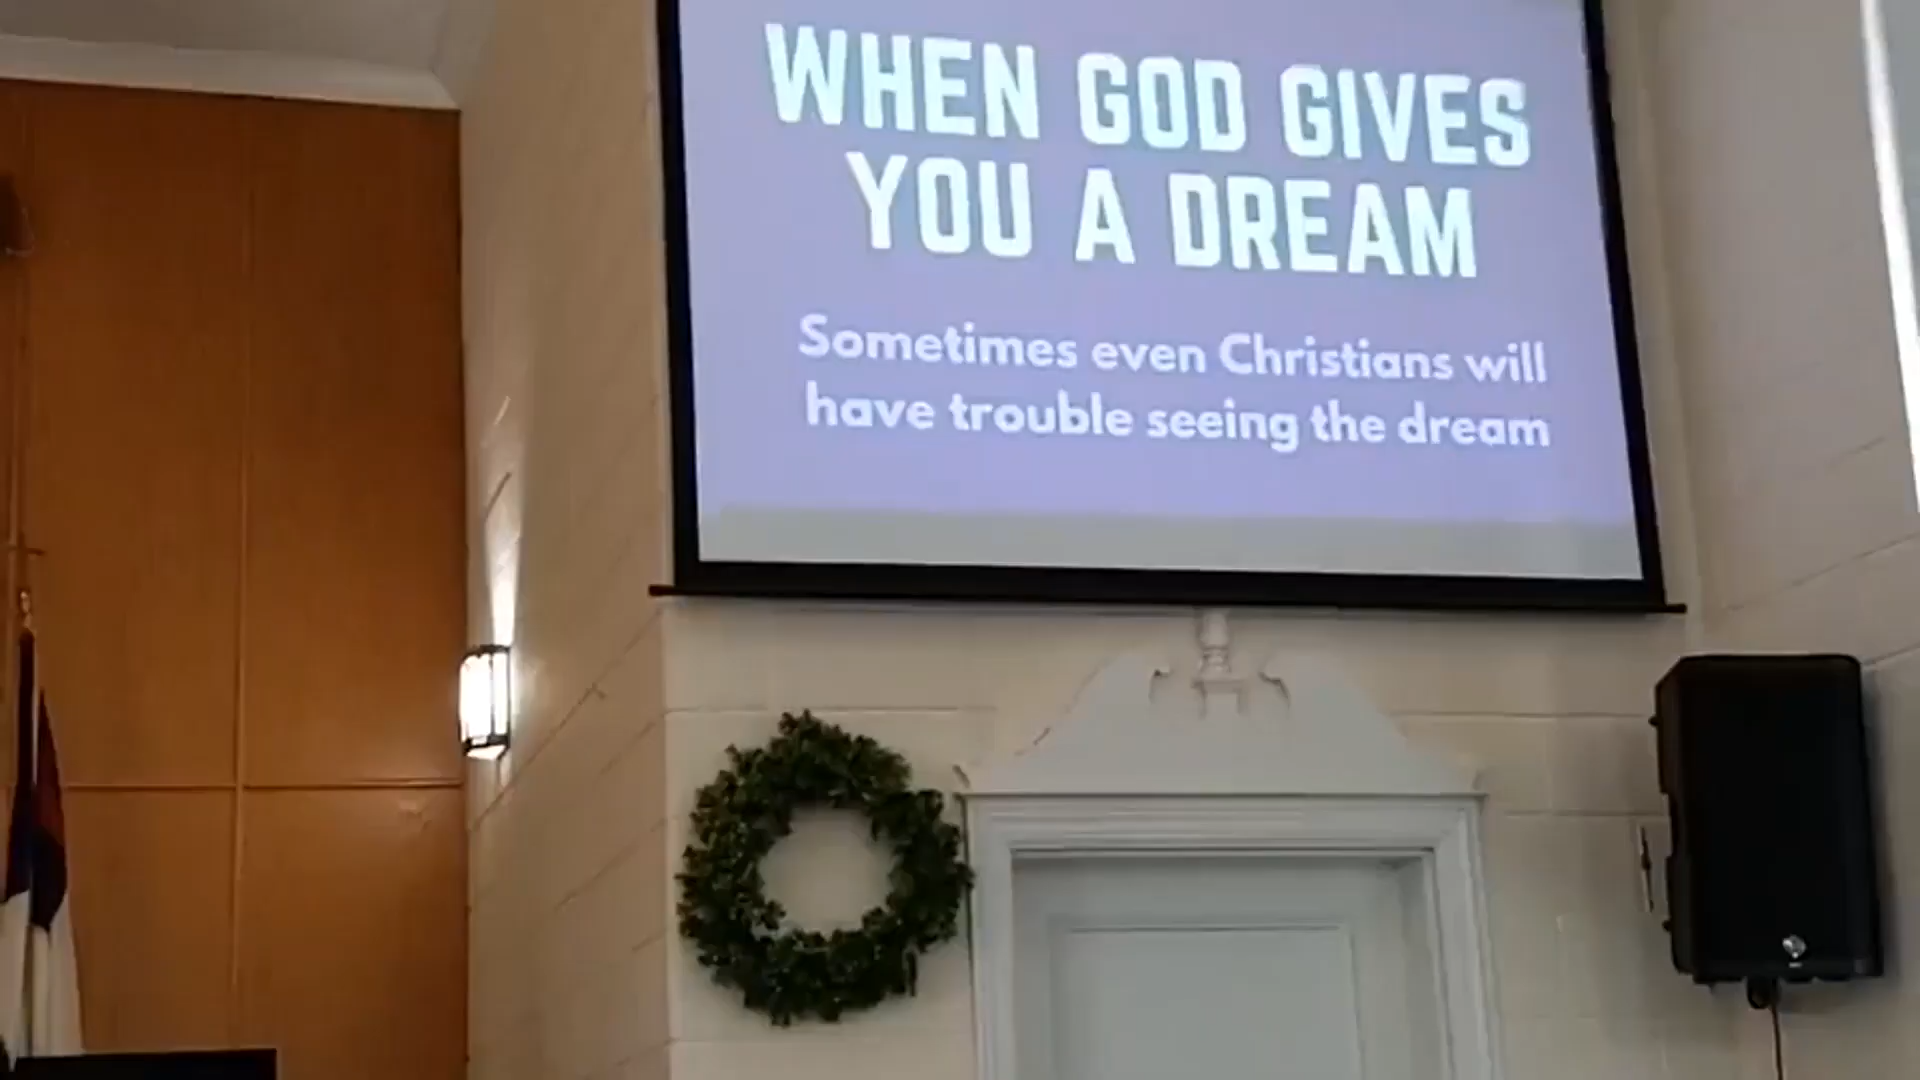 WHEN GOD GIVES
YOU A DREAM
Sometimes even Christians will
have trouble seeing the dream